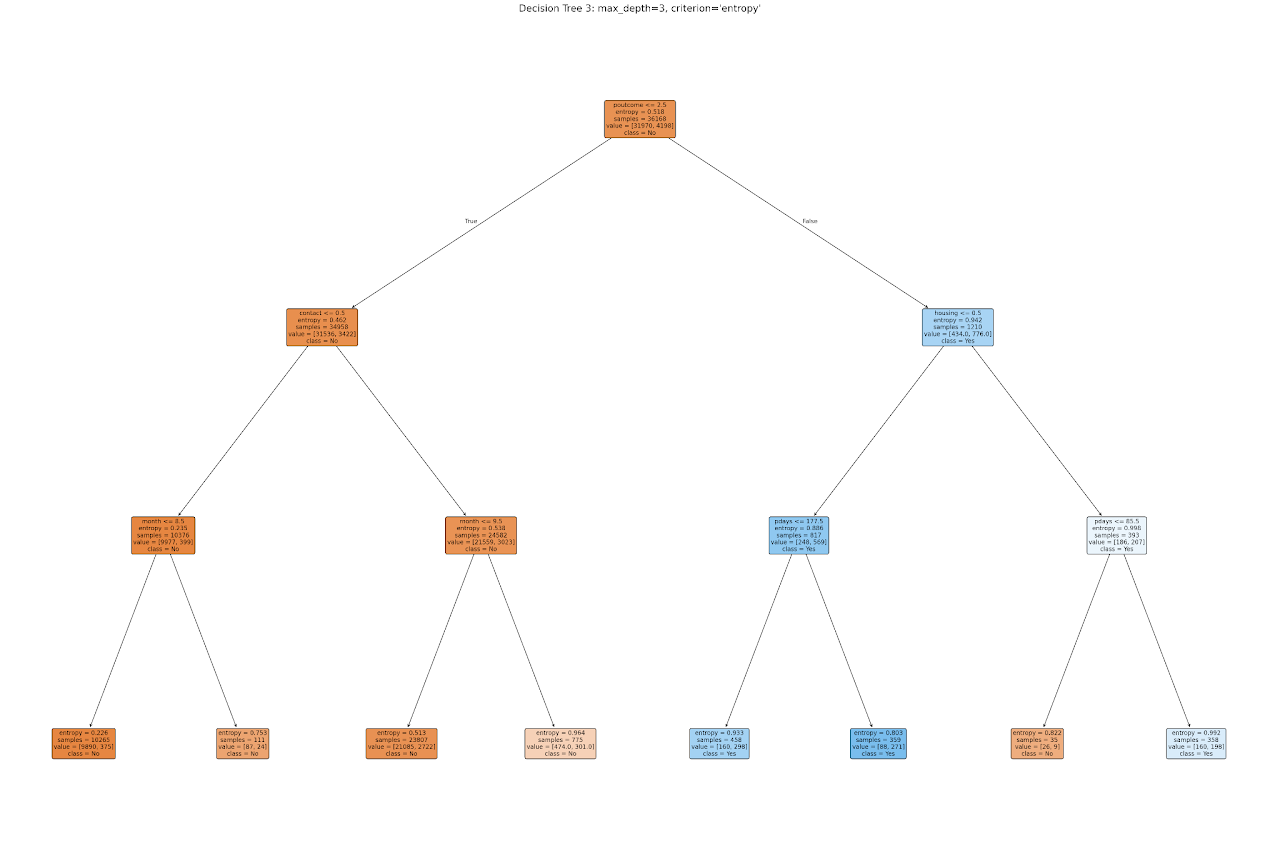 Decision Tree 3: max_depth=3, criterion='entropy'
poutcome <= 2.5
entropy = 0.518
samples = 36168
value = [31970, 4198]
class = No
True
False
contact <= 0.5
entropy = 0.462
samples = 34958
value = [31536, 3422]
class = No
housing <= 0.5
entropy = 0.942
samples = 1210
value = [434.0, 776.0]
class = Yes
month <= 8.5
entropy = 0.235
samples = 10376
value = [9977, 399]
class = No
month <= 9.5
entropy = 0.538
samples = 24582
value = [21559, 3023]
class = No
pdays <= 177.5
entropy = 0.886
samples = 817
value = [248, 569]
class = Yes
pdays <= 85.5
entropy = 0.998
samples = 393
value = [186, 207]
class = Yes
entropy = 0.226
samples = 10265
value = [9890, 375]
class = No
entropy = 0.753
samples = 111
value = [87, 24]
class = No
entropy = 0.513
samples = 23807
value = [21085, 2722]
class = No
entropy = 0.964
samples = 775
value = [474.0, 301.0]
class = No
entropy = 0.933
samples = 458
value = [160, 298]
class = Yes
entropy = 0.803
samples = 359
value = [88, 271]
class = Yes
entropy = 0.822
samples = 35
value = [26, 9]
class = No
entropy = 0.992
samples = 358
value = [160, 198]
class = Yes